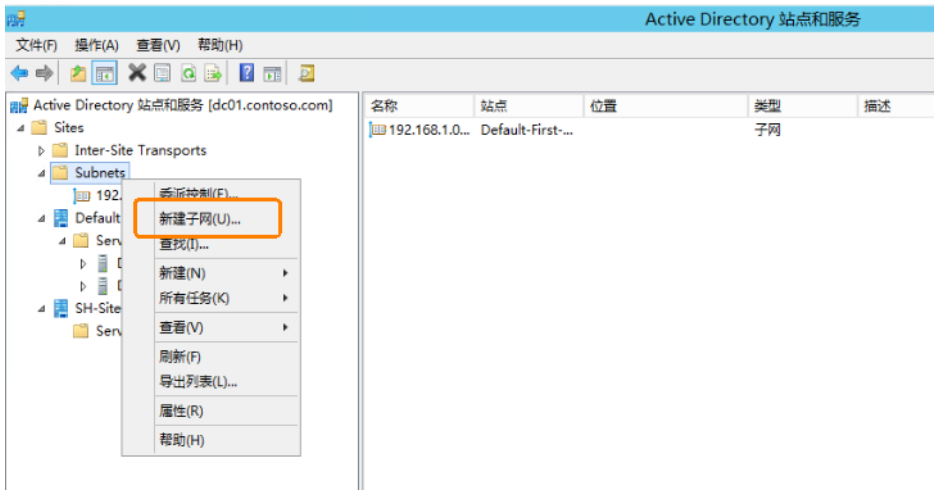 Active Directory 站点和服务
文件(F) 操作(A) 查看(V) 帮助(H)
Active Directory 站点和服务 [dc01.contoso.com]
Sites
Inter-Site Transports
Subnets
192.
Default
Serv
SH-Site
Serv
委派控制(E)...
新建子网(U)...
查找(I)...
新建(N)
所有任务(K)
查看(V)
刷新(F)
导出列表(L)...
属性(R)
帮助(H)
名称 站点 位置 类型 描述
192.168.1.0... Default-First-... 子网